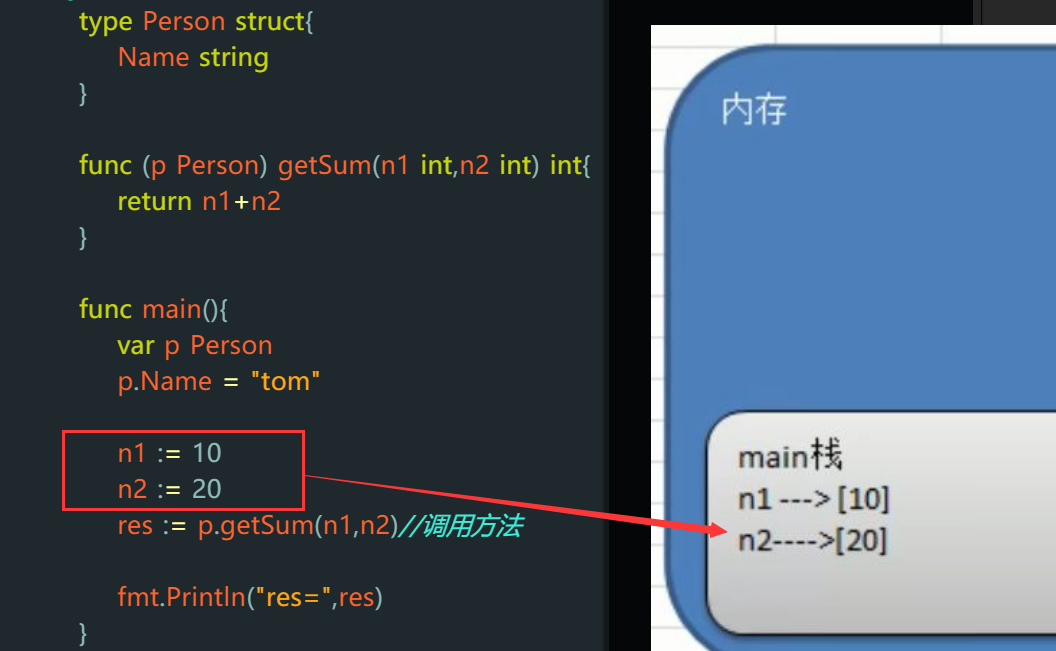 type Person struct{
Name string
}
func (p Person) getSum(n1 int,n2 int) int{
return n1+n2
}
func main(){
var p Person
p.Name = "tom"
n1 := 10
n2 := 20
res := p.getSum(n1,n2)//调用方法
fmt.Println("res=",res)
}
内存
main栈
n1 ---> [10]
n2---->[20]